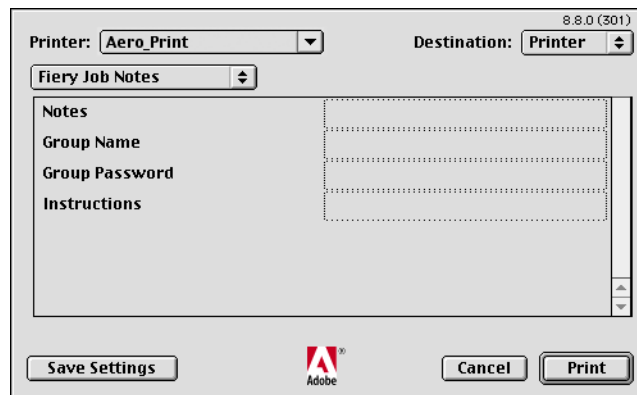 8.8.0 (301)
Printer: Aero_Print Destination: Printer
Fiery Job Notes
Notes
Group Name
Group Password
Instructions
Save Settings Adobe® Cancel Print